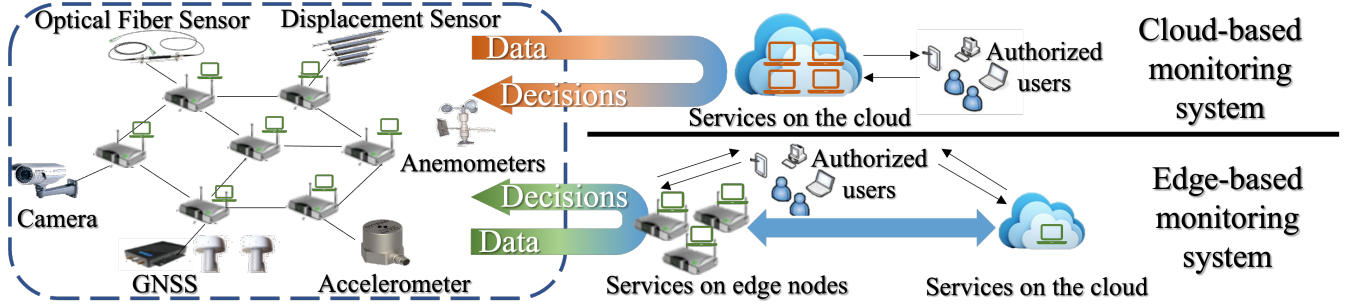 Optical Fiber Sensor
Displacement Sensor
Anemometers
Camera
GNSS
Accelerometer
Data
Decisions
Services on the cloud
Authorized
users
Cloud-based
monitoring
system
Decisions
Data
Services on edge nodes
Authorized
users
Services on the cloud
Edge-based
monitoring
system